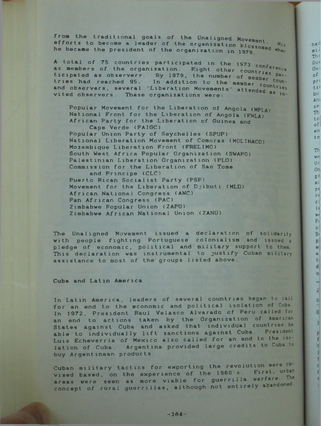 from the traditional goals of the Unaligned Movement. His
efforts to become a leader of the organization blossomed when
he became the president of the organization in 1979.
A total of 75 countries participated in the 1973 conference
as members of the organization. Eight other countries par-
ticipated as observers. By 1979, the number of member coun-
tries had reached 95. In addition to the member countries
and observers, several "Liberation Movements" attended as in-
vited observers. These organizations were:
Popular Movement for the Liberation of Angola (MPLA)
National Front for the Liberation of Angola (FNLA)
African Party for the Liberation of Guinea and
Cape Verde (PAIGC)
Popular Union Party of Seychelles (SPUP)
National Liberation Movement of Comoras (MOLINACO)
Mozambique Liberation Front (FRELIMO)
South West Africa Popular Organization (SWAPO)
Palestinian Liberation Organization (PLO)
Commission for the Liberation of San Tome
and Principe (CLC)
Puerto Rican Socialist Party (PSP)
Movement for the Liberation of Djibuti (MLD)
African National Congress (ANC)
Pan African Congress (PAC)
Zimbabwe Popular Union (ZAPU)
Zimbabwe African National Union (ZANU)
The Unaligned Movement issued a declaration of solidarity
with people fighting Portuguese colonialism and issued a
pledge of economic, political and military support to them.
This declaration was instrumental to justify Cuban military
assistance to most of the groups listed above.
Cuba and Latin America
In Latin America, leaders of several countries began to call
for an end to the economic and political isolation of Cuba.
In 1972, President Raul Velasco Alvarado of Peru called for
an end to actions taken by the Organization of American
States against Cuba and asked that individual countries be
able to individually lift sanctions against Cuba. President
Luis Echeverria of Mexico also called for an end to the iso-
lation of Cuba. Argentina provided large credits to Cuba to
buy Argentinean products.
Cuban military tactics for exporting the revolution were re-
vised based, on the experience of the 1960's. First, urban
areas were seen as more viable for guerrilla warfare. The
concept of rural guerrillas, although not entirely abandoned
-384-